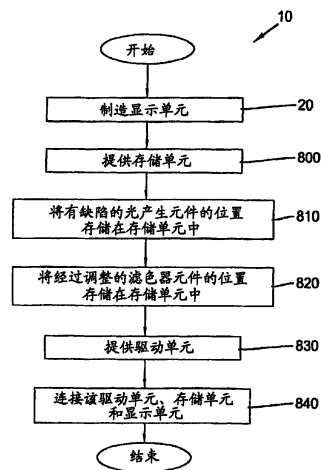 10
开始
制造显示单元
20
提供存储单元
800
将有缺陷的光产生元件的位置
存储在存储单元中
810
将经过调整的滤色器元件的位置
存储在存储单元中
820
提供驱动单元
830
连接该驱动单元、存储单元
和显示单元
840
结束